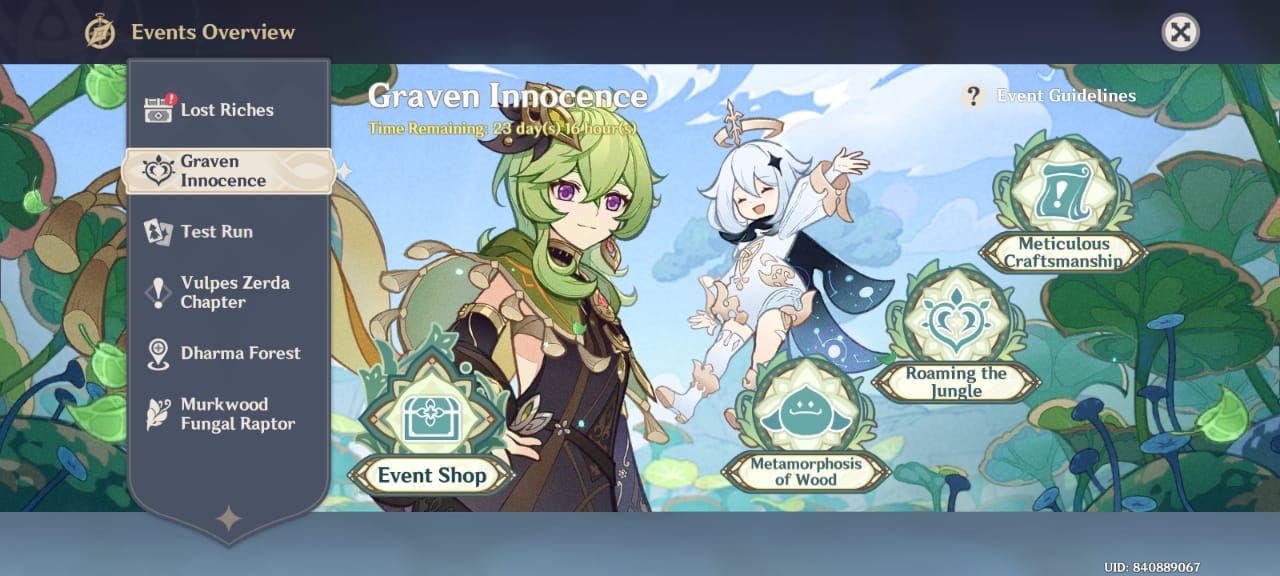 Events Overview
Lost Riches
Graven
Innocence
Test Run
Vulpes Zerda
Chapter
Dharma Forest
Murkwood
Fungal Raptor
Graven Innocence
Time Remaining: 23 day(s) 16 hour(s)
? Event Guidelines
Meticulous
Craftsmanship
Roaming the
Jungle
Metamorphosis
of Wood
Event Shop
UID: 840889067